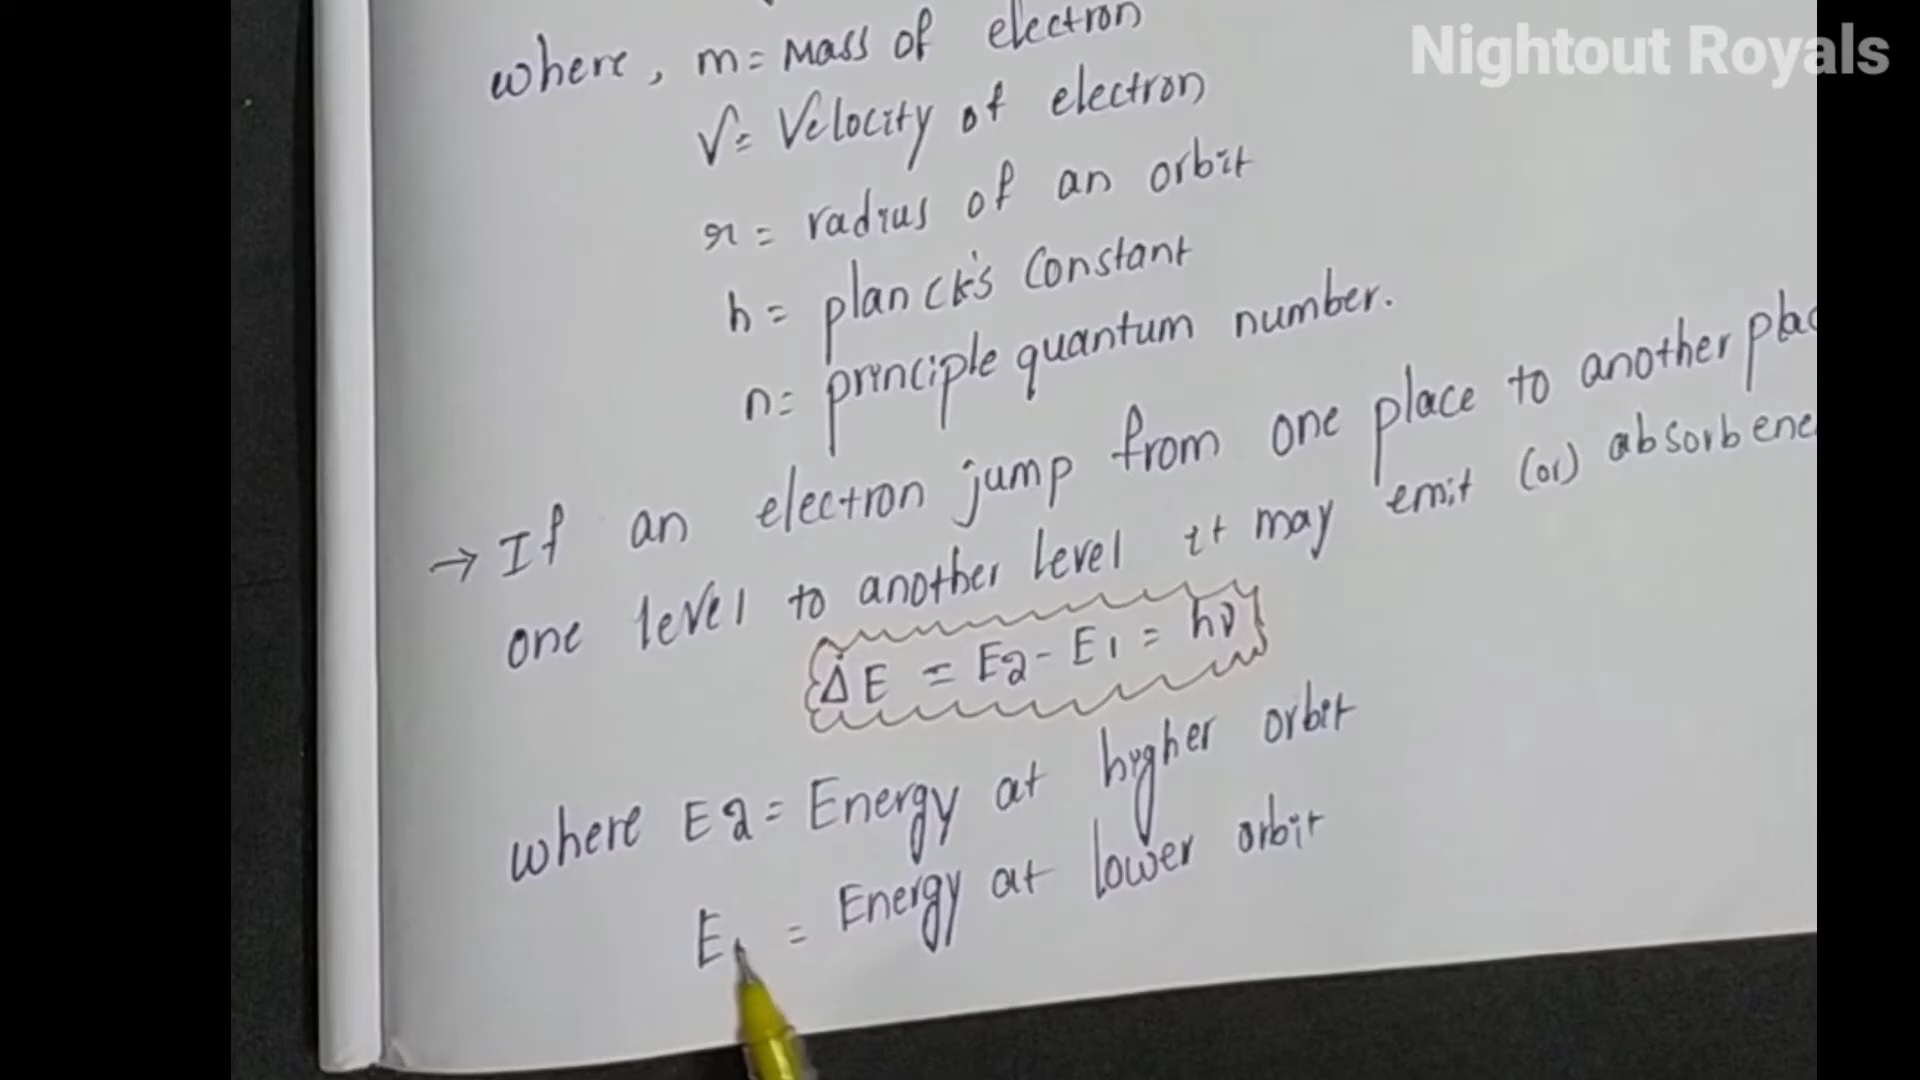 Nightout Royals
where, m= Mass of electron
V= Velocity of electron
r= radius of an orbit
h= planck's Constant
n= principle quantum number.
→ If an electron jump from one place to another plac
one level to another level it may emit (or) absorb ene
ΔE = E2 - E1 = hν
where E2= Energy at higher orbit
E1 = Energy at lower orbit